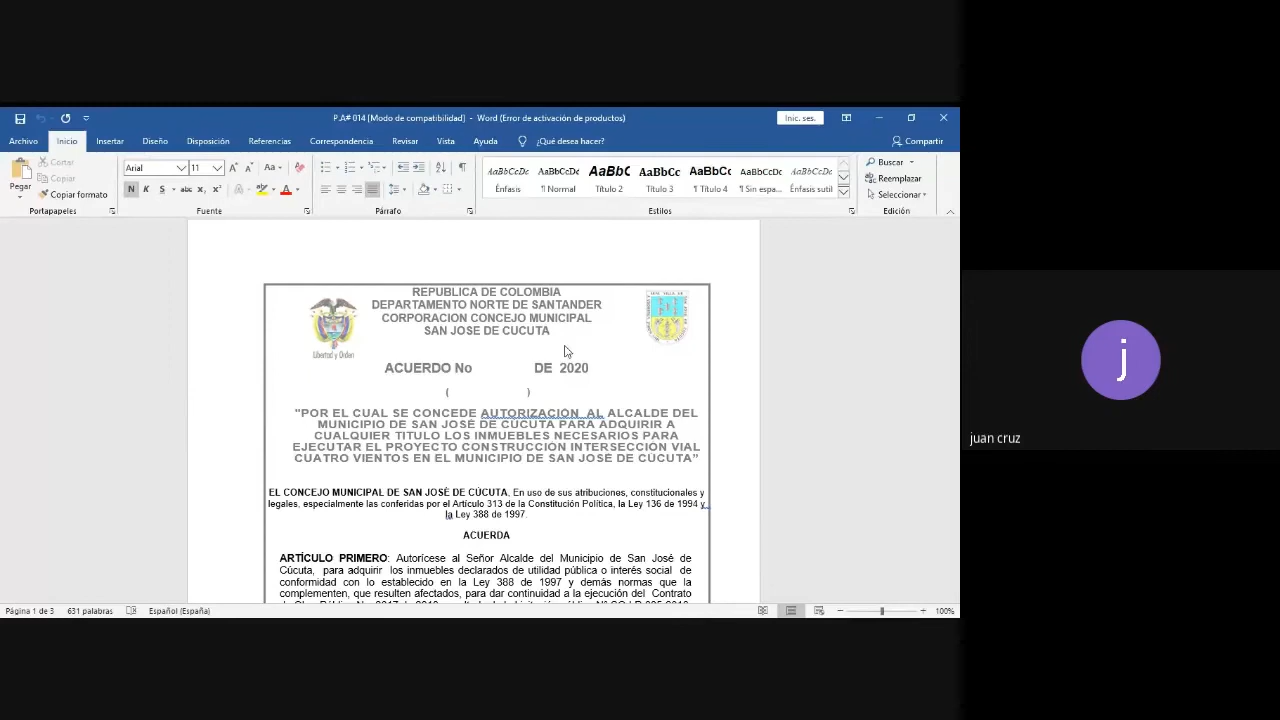 P.A# 014 [Modo de compatibilidad] - Word (Error de activación de productos)
Inic. ses.
Archivo Inicio Insertar Diseño Disposición Referencias Correspondencia Revisar Vista Ayuda ¿Qué desea hacer? Compartir
Pegar
Cortar
Copiar
Copiar formato
Portapapeles
Arial 11
Aa
N K S abc x₂ x² A A
Fuente
Párrafo
AaBbCcDc AaBbCcDc AaBbC AaBbCc AaBbCc AaBbCcDc AaBbCcDc
Énfasis ¶ Normal Título 2 Título 3 ¶ Título 4 ¶ Sin espa... Énfasis sutil
Estilos
Buscar
Reemplazar
Seleccionar
Edición
REPUBLICA DE COLOMBIA
DEPARTAMENTO NORTE DE SANTANDER
CORPORACION CONCEJO MUNICIPAL
SAN JOSE DE CUCUTA
Libertad y Orden
ACUERDO No DE 2020
( )
"POR EL CUAL SE CONCEDE AUTORIZACION AL ALCALDE DEL
MUNICIPIO DE SAN JOSÉ DE CÚCUTA PARA ADQUIRIR A
CUALQUIER TITULO LOS INMUEBLES NECESARIOS PARA
EJECUTAR EL PROYECTO CONSTRUCCIÓN INTERSECCIÓN VIAL
CUATRO VIENTOS EN EL MUNICIPIO DE SAN JOSÉ DE CÚCUTA”
EL CONCEJO MUNICIPAL DE SAN JOSÉ DE CÚCUTA, En uso de sus atribuciones, constitucionales y
legales, especialmente las conferidas por el Artículo 313 de la Constitución Política, la Ley 136 de 1994 y
la Ley 388 de 1997.
ACUERDA
ARTÍCULO PRIMERO: Autorícese al Señor Alcalde del Municipio de San José de
Cúcuta, para adquirir los inmuebles declarados de utilidad pública o interés social de
conformidad con lo establecido en la Ley 388 de 1997 y demás normas que la
complementen, que resulten afectados, para dar continuidad a la ejecución del Contrato
Página 1 de 3 631 palabras Español (España) 100%
j
juan cruz